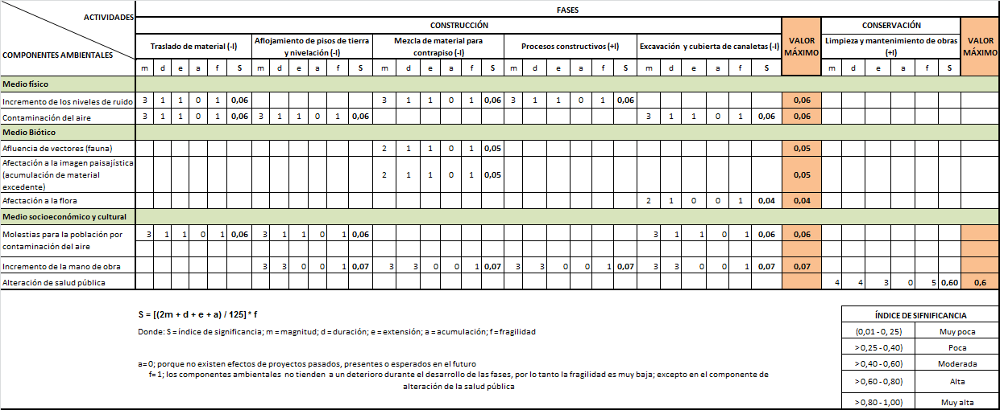 ACTIVIDADES
COMPONENTES AMBIENTALES
FASES
CONSTRUCCIÓN
CONSERVACIÓN
Traslado de material (-I)
Aflojamiento de pisos de tierra y nivelación (-I)
Mezcla de material para contrapiso (-I)
Procesos constructivos (+I)
Excavación y cubierta de canaletas (-I)
VALOR MÁXIMO
Limpieza y mantenimiento de obras (+I)
VALOR MÁXIMO
m d e a f S m d e a f S m d e a f S m d e a f S m d e a f S m d e a f S
Medio físico
Incremento de los niveles de ruido 3 1 1 0 1 0,06 3 1 1 0 1 0,06 3 1 1 0 1 0,06 0,06
Contaminación del aire 3 1 1 0 1 0,06 3 1 1 0 1 0,06 3 1 1 0 1 0,06 0,06
Medio Biótico
Afluencia de vectores (fauna) 2 1 1 0 1 0,05 0,05
Afectación a la imagen paisajística
(acumulación de material 2 1 1 0 1 0,05 0,05
excedente)
Afectación a la flora 2 1 0 0 1 0,04 0,04
Medio socioeconómico y cultural
Molestias para la población por 3 1 1 0 1 0,06 3 1 1 0 1 0,06 3 1 1 0 1 0,06 0,06
contaminación del aire
Incremento de la mano de obra 3 3 0 0 1 0,07 3 3 0 0 1 0,07 3 3 0 0 1 0,07 3 3 0 0 1 0,07 0,07
Alteración de salud pública 4 4 3 0 5 0,60 0,6
S = [(2m + d + e + a) / 125] * f
Donde: S = índice de significancia; m = magnitud; d = duración; e = extensión; a = acumulación; f = fragilidad
a= 0; porque no existen efectos de proyectos pasados, presentes o esperados en el futuro
f= 1; los componentes ambientales no tienden a un deterioro durante el desarrollo de las fases, por lo tanto la fragilidad es muy baja; excepto en el componente de
alteración de la salud pública
ÍNDICE DE SIFNIFICANCIA
(0,01 - 0, 25) Muy poca
> 0,25 - 0,40) Poca
> 0,40 - 0,60) Moderada
> 0,60 - 0,80) Alta
> 0,80 - 1,00) Muy alta